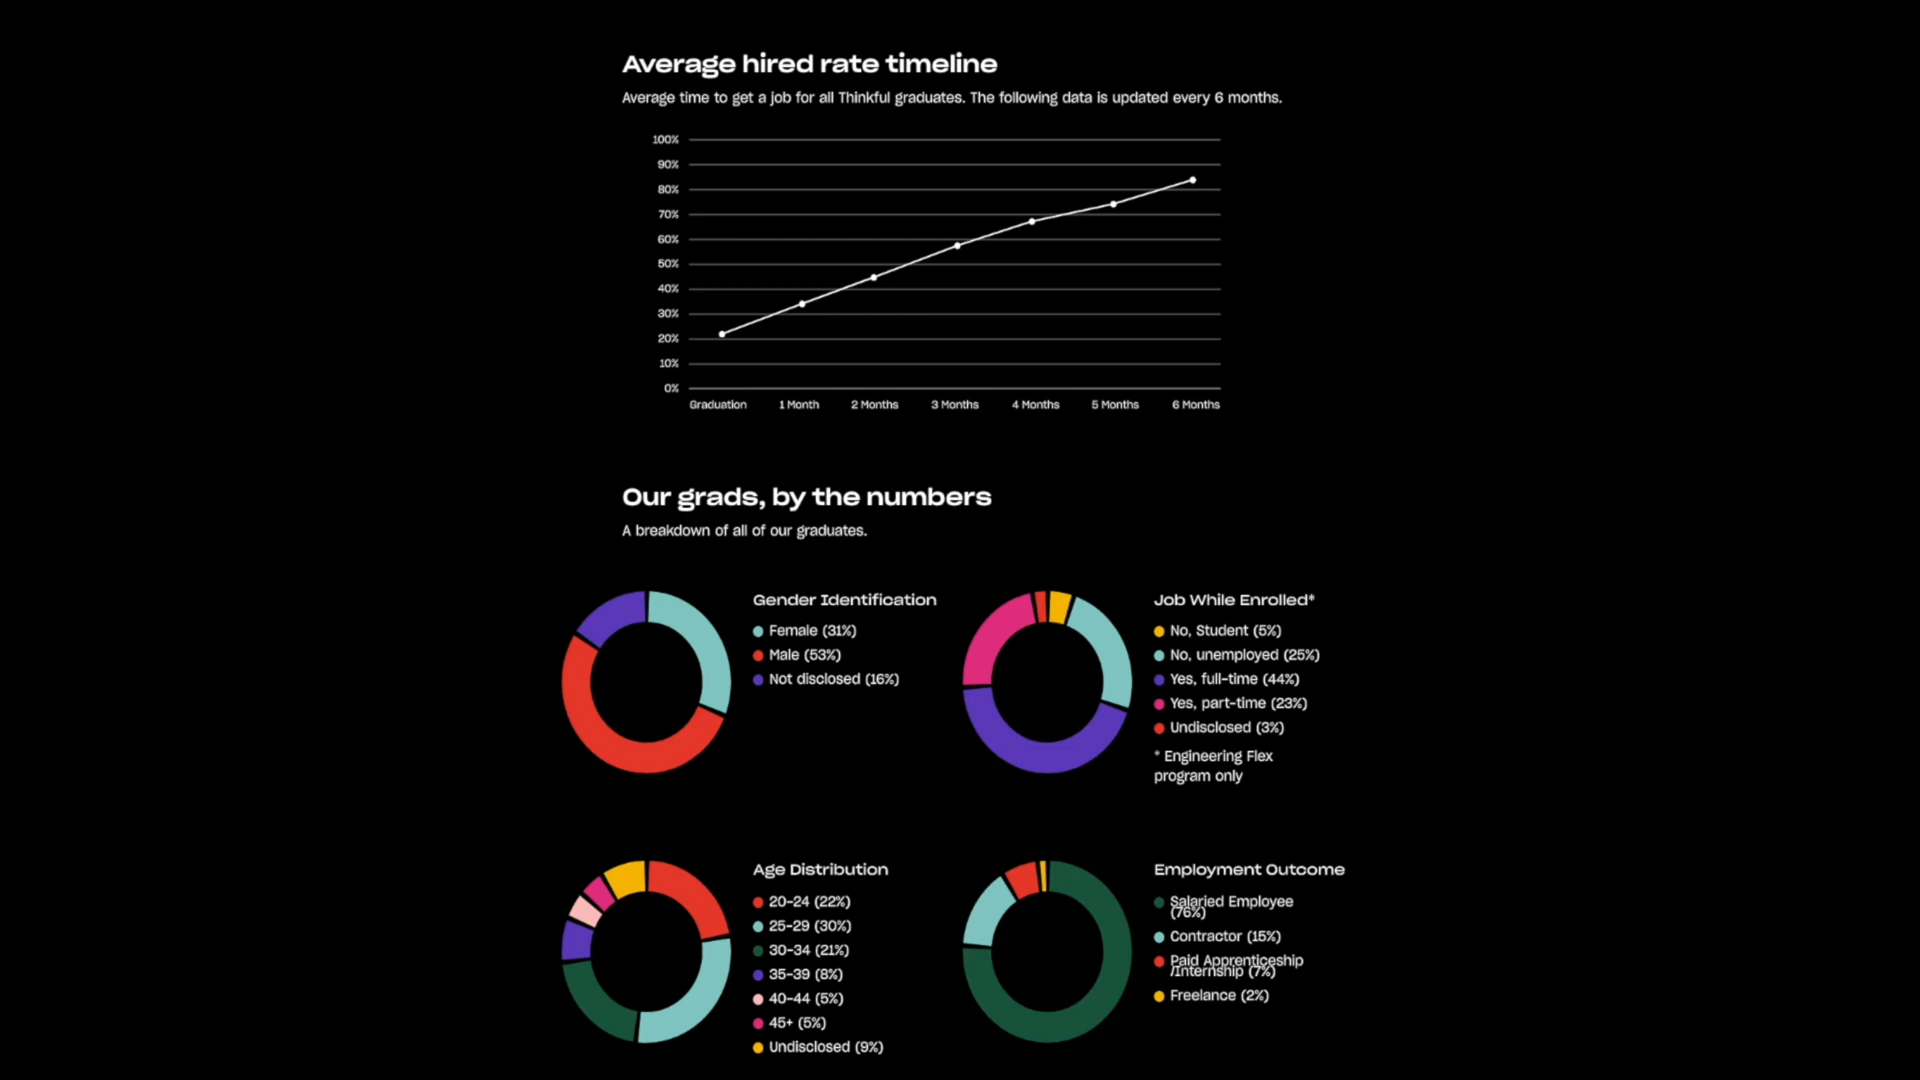 Average hired rate timeline
Average time to get a job for all Thinkful graduates. The following data is updated every 6 months.
100%
90%
80%
70%
60%
50%
40%
30%
20%
10%
0%
Graduation 1 Month 2 Months 3 Months 4 Months 5 Months 6 Months
Our grads, by the numbers
A breakdown of all of our graduates.
Gender Identification
Female (31%)
Male (53%)
Not disclosed (16%)
Job While Enrolled*
No, Student (5%)
No, unemployed (25%)
Yes, full-time (44%)
Yes, part-time (23%)
Undisclosed (3%)
* Engineering Flex
program only
Age Distribution
20-24 (22%)
25-29 (30%)
30-34 (21%)
35-39 (8%)
40-44 (5%)
45+ (5%)
Undisclosed (9%)
Employment Outcome
Salaried Employee
(76%)
Contractor (15%)
Paid Apprenticeship
/Internship (7%)
Freelance (2%)